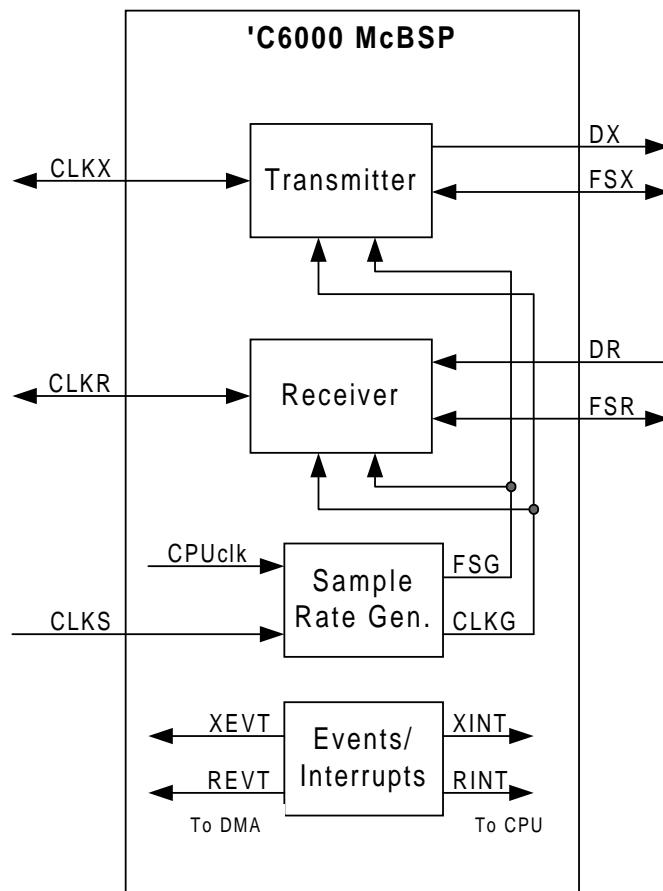 'C6000 McBSP
DX
CLKX
Transmitter
FSX
DR
CLKR
Receiver
FSR
CPUclk
FSG
Sample
Rate Gen.
CLKS
CLKG
XEVT
Events/
XINT
Interrupts
REVT
RINT
To DMA
To CPU